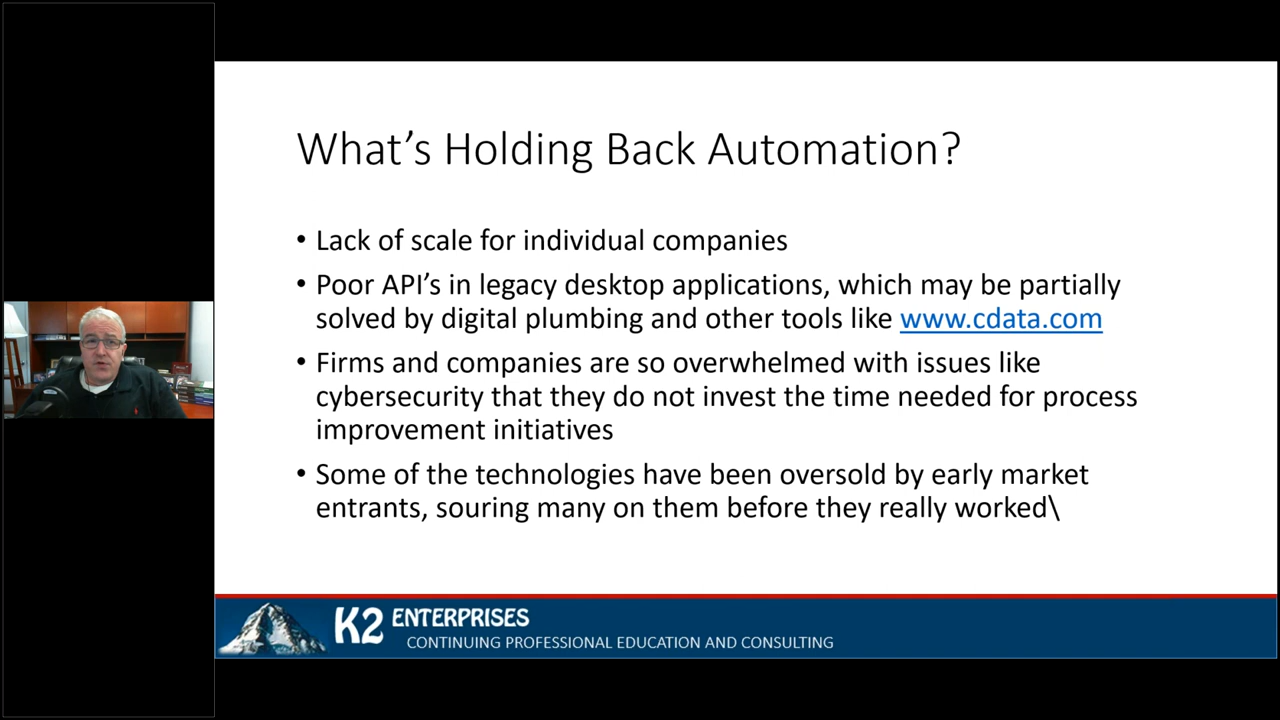 What's Holding Back Automation?
• Lack of scale for individual companies
• Poor API's in legacy desktop applications, which may be partially
solved by digital plumbing and other tools like www.cdata.com
• Firms and companies are so overwhelmed with issues like
cybersecurity that they do not invest the time needed for process
improvement initiatives
• Some of the technologies have been oversold by early market
entrants, souring many on them before they really worked\
K2 ENTERPRISES
CONTINUING PROFESSIONAL EDUCATION AND CONSULTING